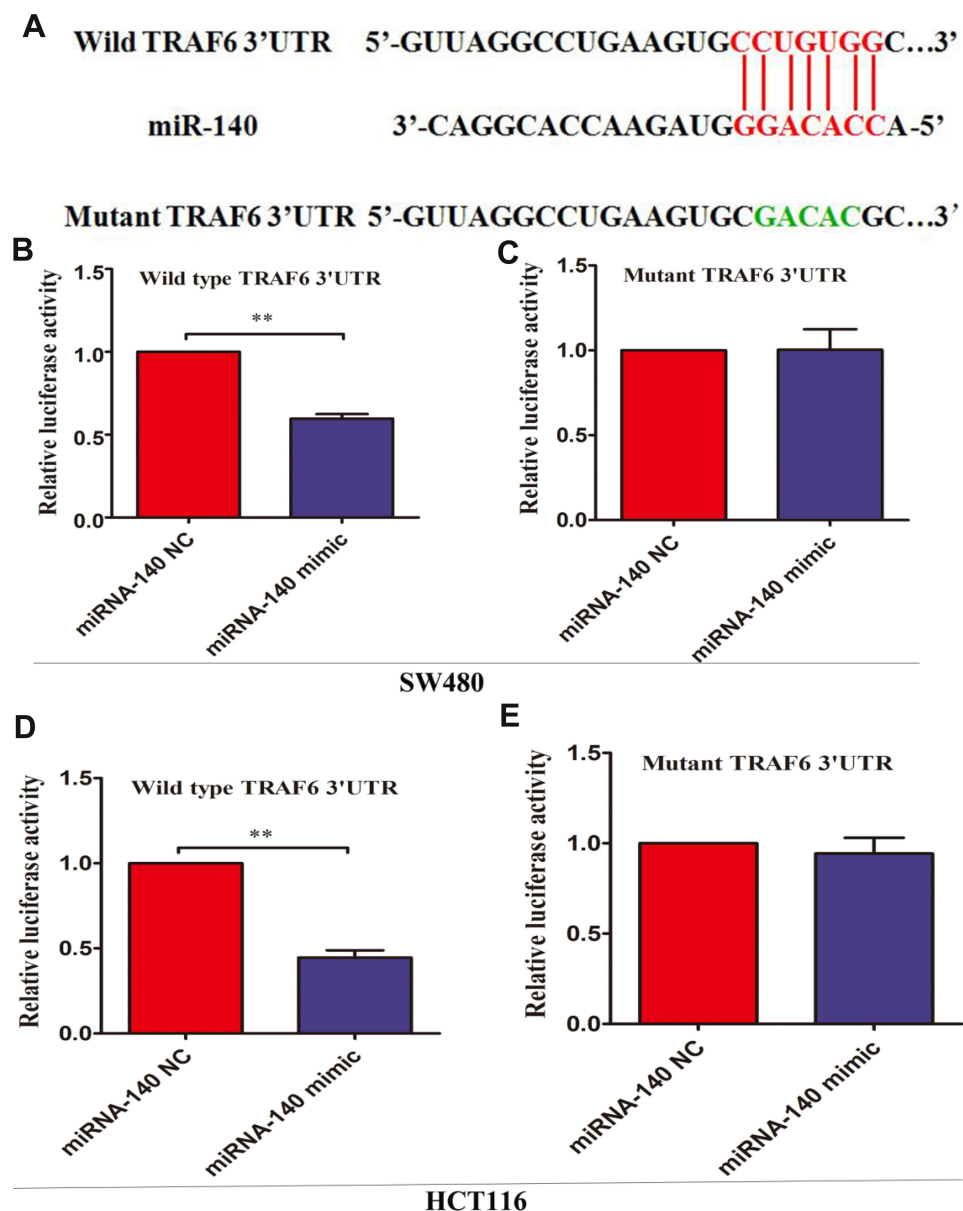 A
Wild TRAF6 3’UTR 5’-GUUAGGCCUGAAGUGCCUGUGGC...3’
miR-140 3’-CAGGCACCAAGAUGGGACACCA-5’
Mutant TRAF6 3’UTR 5’-GUUAGGCCUGAAGUGCGACACGC...3’
B
Relative luciferase activity
Wild type TRAF6 3'UTR
**
1.5
1.0
0.5
0.0
miRNA-140 NC
miRNA-140 mimic
C
Relative luciferase activity
Mutant TRAF6 3'UTR
1.5
1.0
0.5
0.0
miRNA-140 NC
miRNA-140 mimic
SW480
D
Relative luciferase activity
Wild type TRAF6 3'UTR
**
1.5
1.0
0.5
0.0
miRNA-140 NC
miRNA-140 mimic
E
Relative luciferase activity
Mutant TRAF6 3'UTR
1.5
1.0
0.5
0.0
miRNA-140 NC
miRNA-140 mimic
HCT116